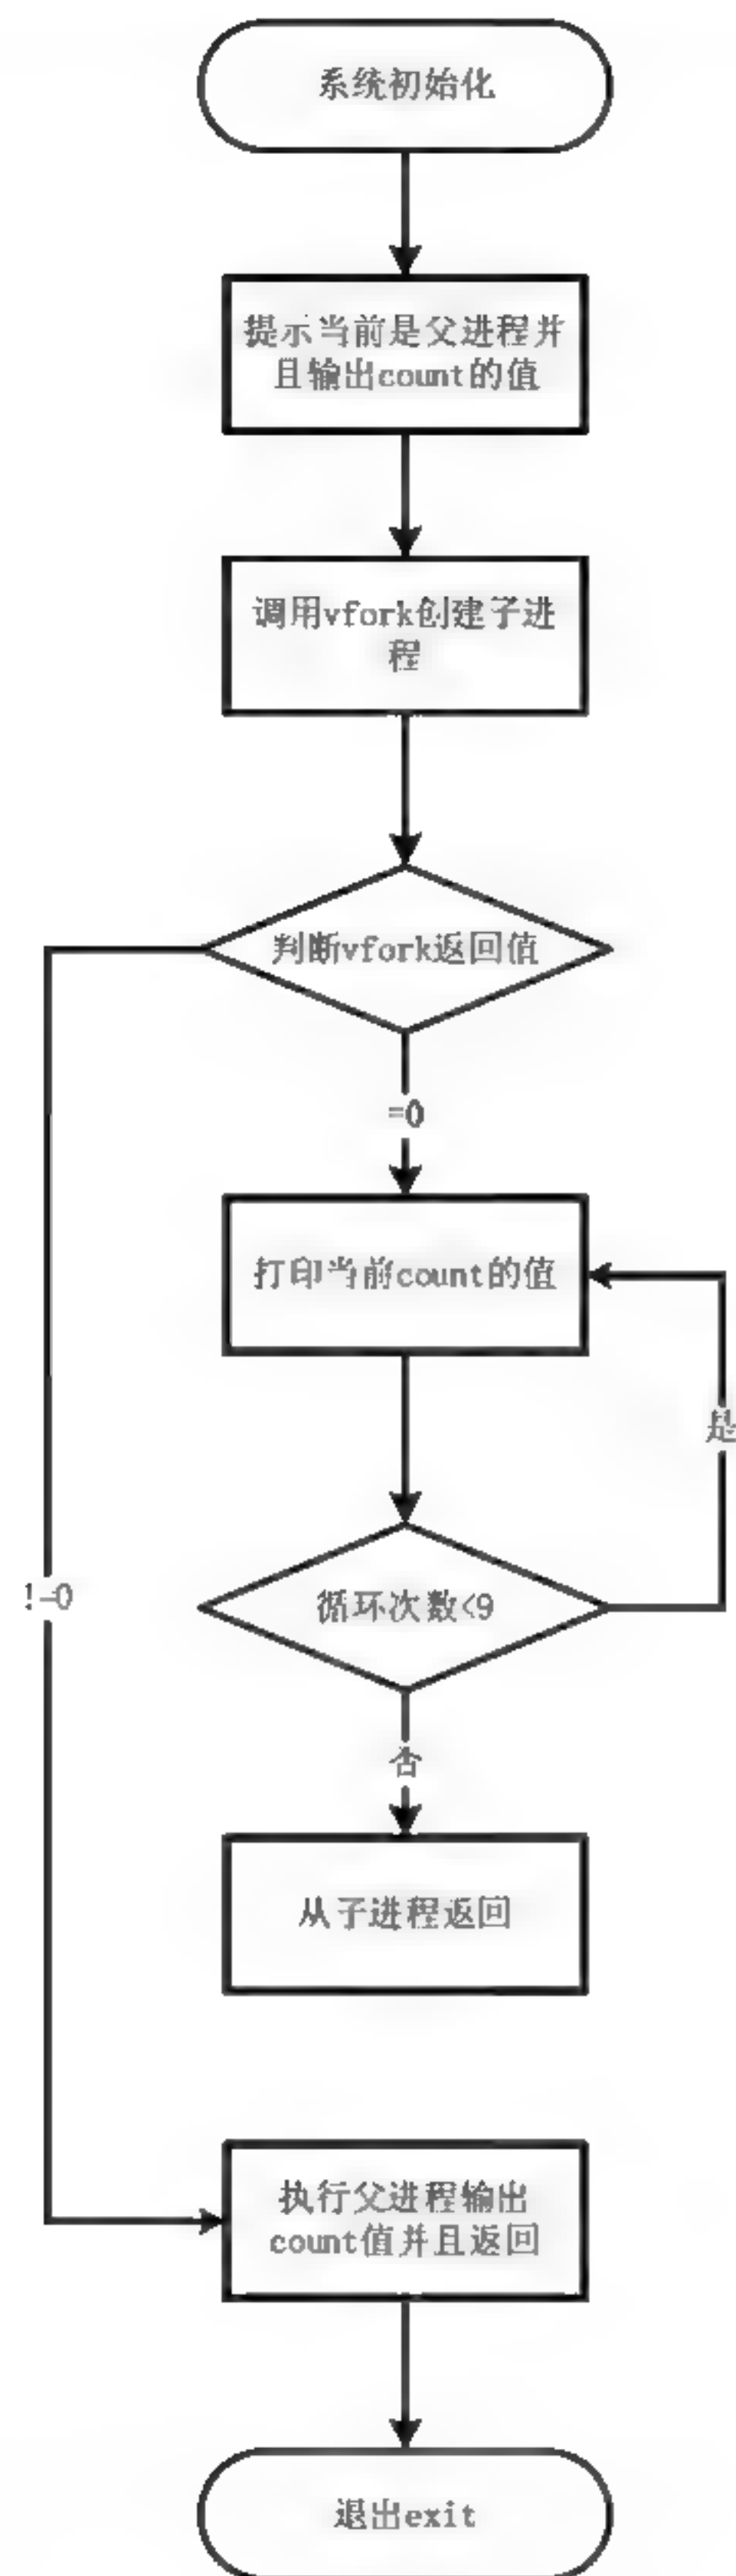 系统初始化
提示当前是父进程并
且输出count的值
调用vfork创建子进
程
判断vfork返回值
=0
打印当前count的值
是
!=0
循环次数<9
否
从子进程返回
执行父进程输出
count值并且返回
退出exit